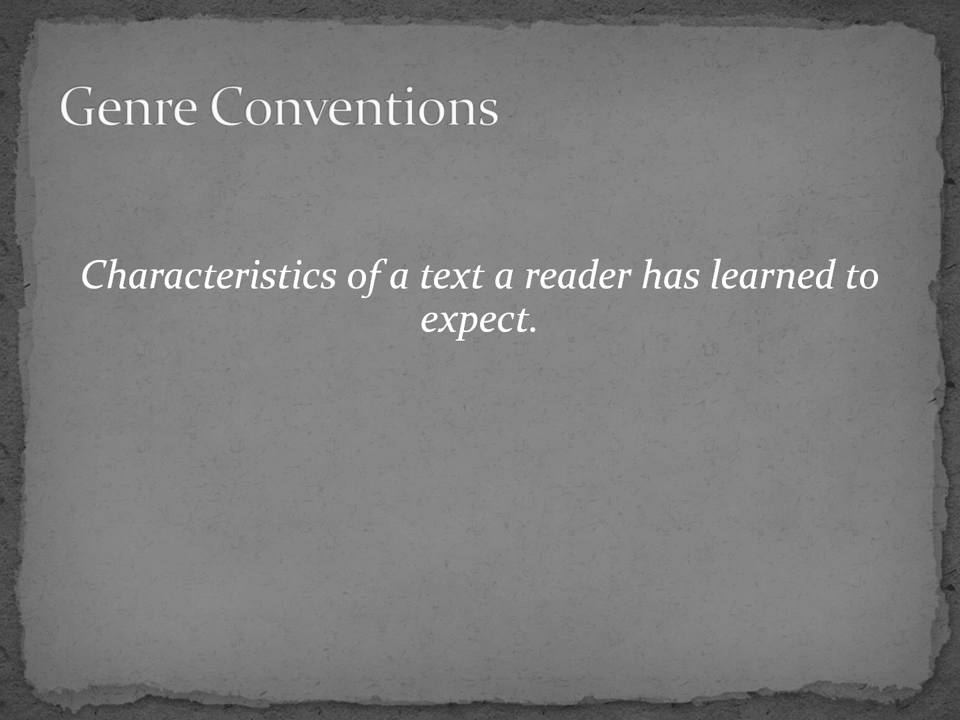 Genre Conventions
Characteristics of a text a reader has learned to
expect.